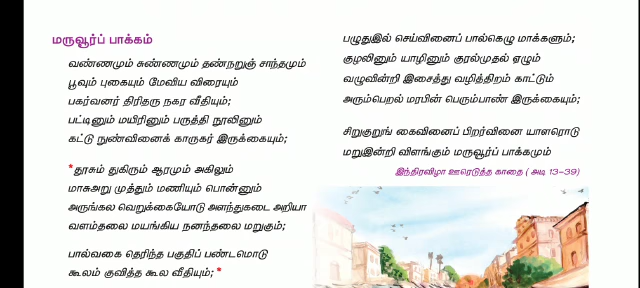 மருவூர்ப் பாக்கம்
வண்ணமும் சுண்ணமும் தண்நறுஞ் சாந்தமும்
பூவும் புகையும் மேவிய விரையும்
பகர்வனர் திரிதரு நகர வீதியும்;
பட்டினும் மயிரினும் பருத்தி நூலினும்
கட்டு நுண்வினைக் காருகர் இருக்கையும்;
*தூசும் துகிரும் ஆரமும் அகிலும்
மாசுஅறு முத்தும் மணியும் பொன்னும்
அருங்கல வெறுக்கையோடு அளந்துகடை அறியா
வளம்தலை மயங்கிய நனந்தலை மறுகும்;
பால்வகை தெரிந்த பகுதிப் பண்டமொடு
கூலம் குவித்த கூல வீதியும்; *
பழுதுஇல் செய்வினைப் பால்கெழு மாக்களும்;
குழலினும் யாழினும் குரல்முதல் ஏழும்
வழுவின்றி இசைத்து வழித்திறம் காட்டும்
அரும்பெறல் மரபின் பெரும்பாண் இருக்கையும்;
சிறுகுறுங் கைவினைப் பிறர்வினை யாளரொடு
மறுஇன்றி விளங்கும் மருவூர்ப் பாக்கமும்
இந்திரவிழா ஊரெடுத்த காதை ( அடி 13-39)